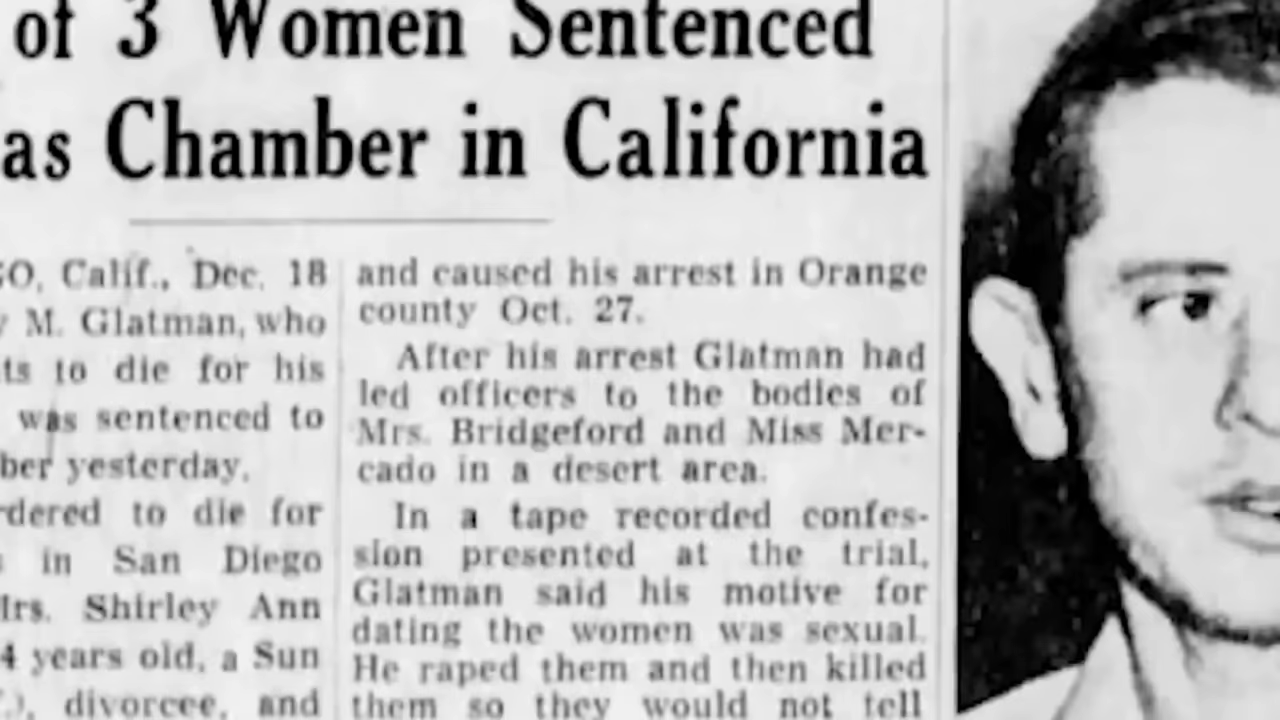 of 3 Women Sentenced
as Chamber in California
GO, Calif., Dec. 18
y M. Glatman, who
ts to die for his
was sentenced to
ber yesterday.
rdered to die for
s in San Diego
Mrs. Shirley Ann
4 years old, a Sun
divorcee, and
and caused his arrest in Orange
county Oct. 27.
After his arrest Glatman had
led officers to the bodies of
Mrs. Bridgeford and Miss Mer-
cado in a desert area.
In a tape recorded confes-
sion presented at the trial,
Glatman said his motive for
dating the women was sexual.
He raped them and then killed
them so they would not tell